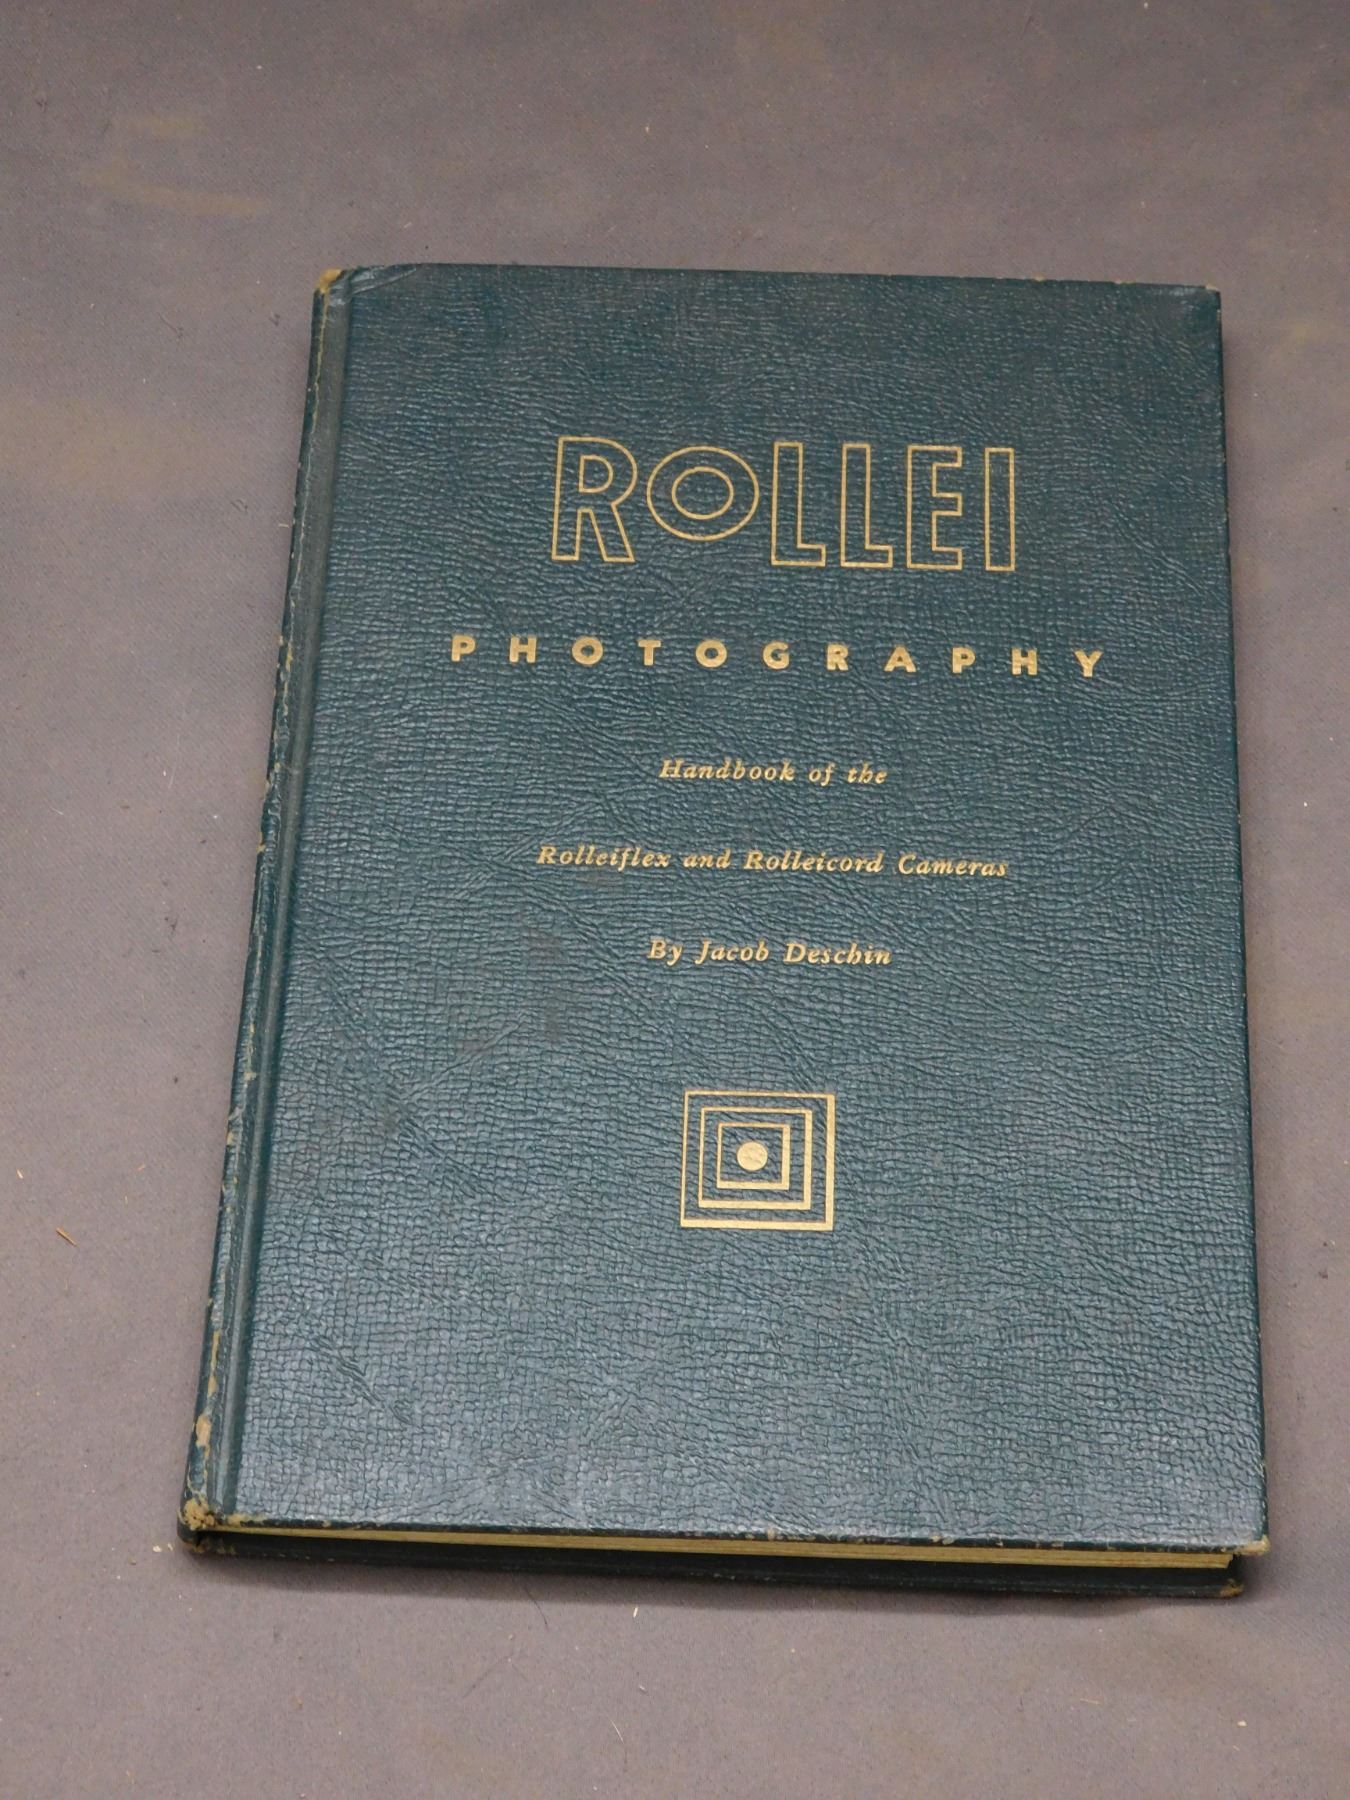 ROLLEI
PHOTOGRAPHY
Handbook of the
Rolleiflex and Rolleicord Cameras
By Jacob Deschin